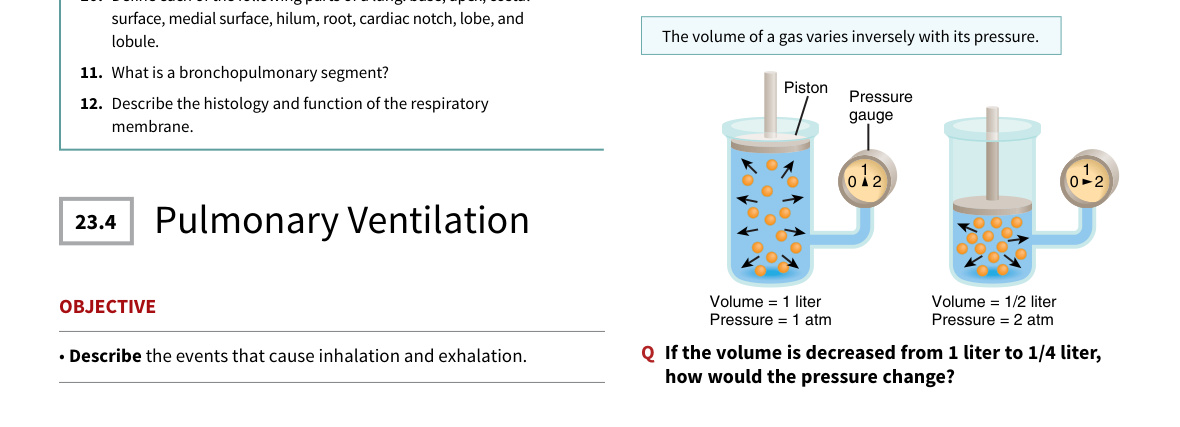 surface, medial surface, hilum, root, cardiac notch, lobe, and
lobule.
11. What is a bronchopulmonary segment?
12. Describe the histology and function of the respiratory
membrane.
23.4 Pulmonary Ventilation
OBJECTIVE
• Describe the events that cause inhalation and exhalation.
The volume of a gas varies inversely with its pressure.
Piston
Pressure
gauge
1
0 2
1
0 2
Volume = 1 liter
Pressure = 1 atm
Volume = 1/2 liter
Pressure = 2 atm
Q If the volume is decreased from 1 liter to 1/4 liter,
how would the pressure change?